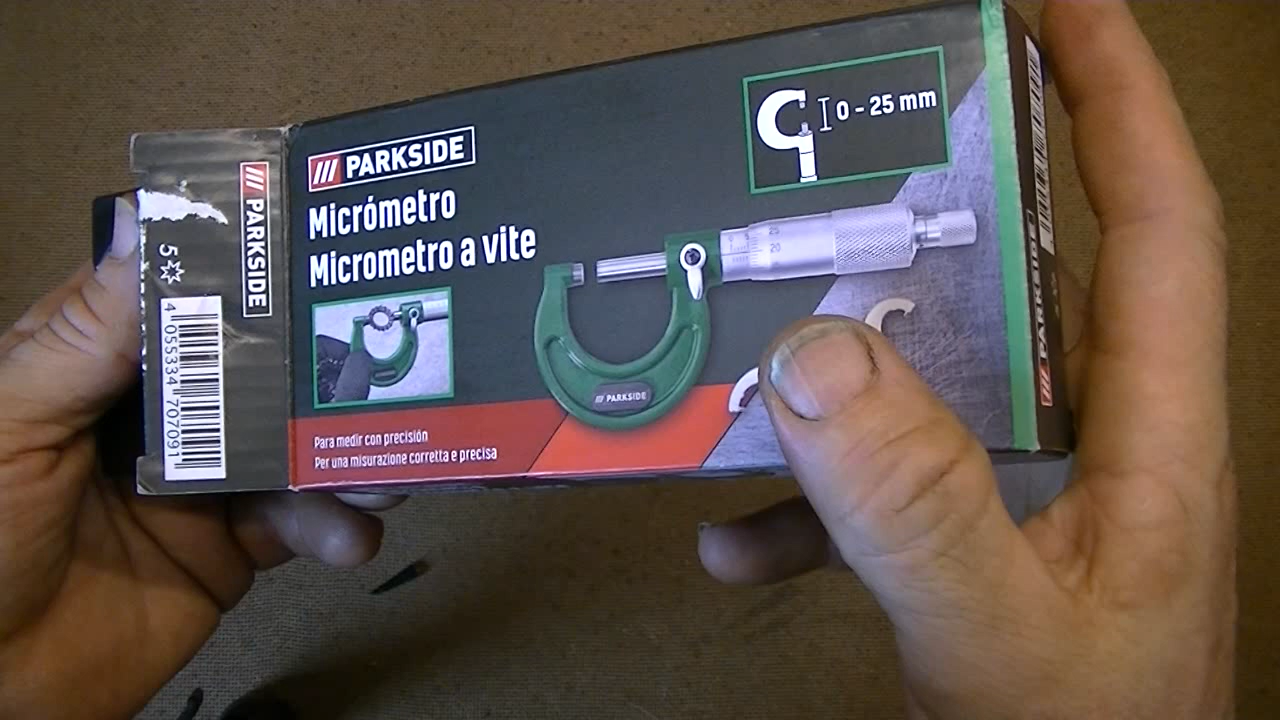 PARKSIDE
5
4 055334 707091
PARKSIDE
Micrómetro
Micrometro a vite
0 - 25 mm
20
PARKSIDE
Para medir con precisión
Per una misurazione corretta e precisa
PARKSIDE